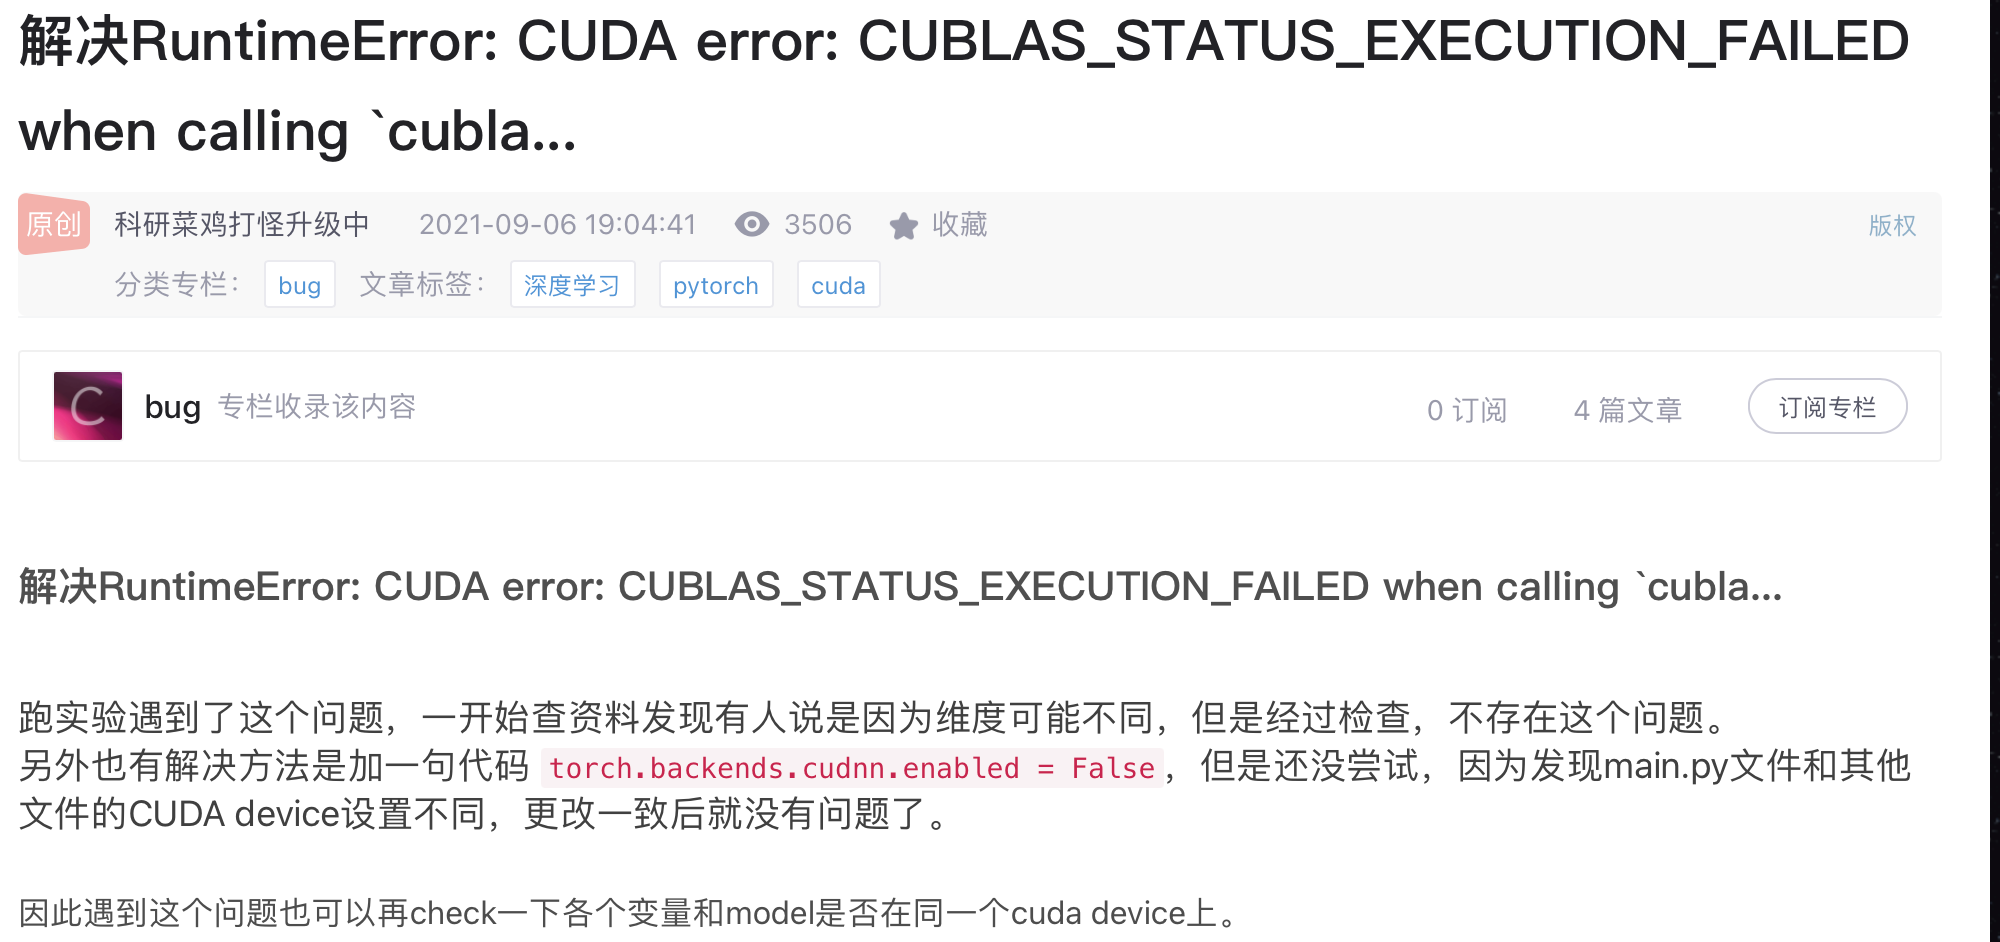 解决RuntimeError: CUDA error: CUBLAS_STATUS_EXECUTION_FAILED
when calling `cubla...
原创 科研菜鸡打怪升级中 2021-09-06 19:04:41 3506 收藏 版权
分类专栏: bug 文章标签: 深度学习 pytorch cuda
C bug 专栏收录该内容 0 订阅 4 篇文章 订阅专栏
解决RuntimeError: CUDA error: CUBLAS_STATUS_EXECUTION_FAILED when calling `cubla...
跑实验遇到了这个问题，一开始查资料发现有人说是因为维度可能不同，但是经过检查，不存在这个问题。
另外也有解决方法是加一句代码 torch.backends.cudnn.enabled = False，但是还没尝试，因为发现main.py文件和其他
文件的CUDA device设置不同，更改一致后就没有问题了。
因此遇到这个问题也可以再check一下各个变量和model是否在同一个cuda device上。